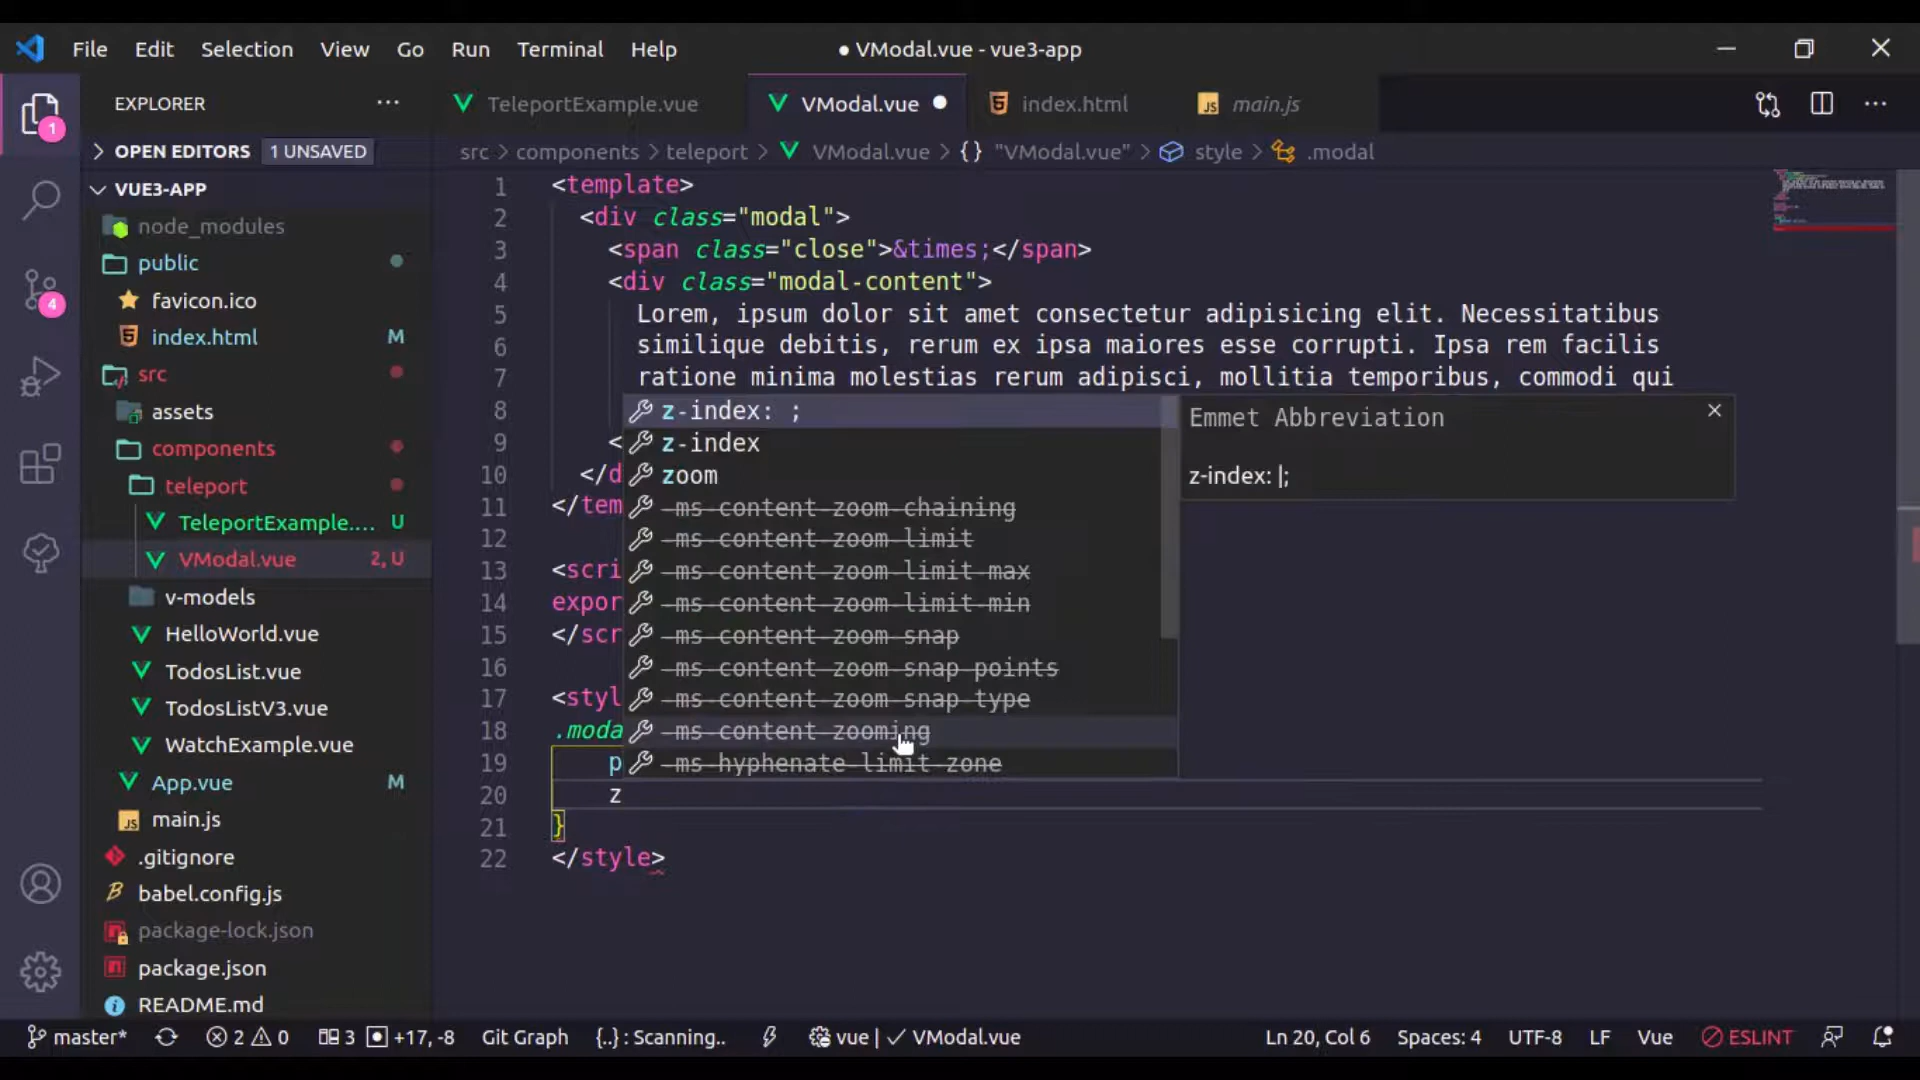 File Edit Selection View Go Run Terminal Help
● VModal.vue - vue3-app
EXPLORER
OPEN EDITORS 1 UNSAVED
VUE3-APP
node_modules
public
favicon.ico
index.html M
src
assets
components
teleport
TeleportExample.... U
VModal.vue 2, U
v-models
HelloWorld.vue
TodosList.vue
TodosListV3.vue
WatchExample.vue
App.vue M
main.js
.gitignore
babel.config.js
package-lock.json
package.json
README.md
1
4
TeleportExample.vue VModal.vue ● index.html main.js
src > components > teleport > VModal.vue > {} "VModal.vue" > style > .modal
1 <template>
2 <div class="modal">
3 <span class="close">&times;</span>
4 <div class="modal-content">
5 Lorem, ipsum dolor sit amet consectetur adipisicing elit. Necessitatibus
6 similique debitis, rerum ex ipsa maiores esse corrupti. Ipsa rem facilis
7 ratione minima molestias rerum adipisci, mollitia temporibus, commodi qui
8
9 <
10 </d
11 </tem
12
13 <scri
14 expor
15 </scr
16
17 <styl
18 .moda
19 p
20 z
21 }
22 </style>
z-index: ;
z-index
zoom
-ms-content-zoom-chaining
-ms-content-zoom-limit
-ms-content-zoom-limit-max
-ms-content-zoom-limit-min
-ms-content-zoom-snap
-ms-content-zoom-snap-points
-ms-content-zoom-snap-type
-ms-content-zooming
-ms-hyphenate-limit-zone
Emmet Abbreviation
z-index: |;
master* 2 0 3 +17, -8 Git Graph {..} : Scanning.. vue | ✓ VModal.vue Ln 20, Col 6 Spaces: 4 UTF-8 LF Vue ESLINT